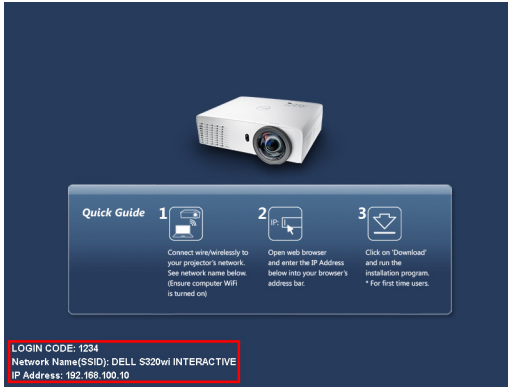 Quick Guide
1
2
IP:
3
Connect wire/wirelessly to
your projector's network.
See network name below.
(Ensure computer WiFi
is turned on)
Open web browser
and enter the IP Address
below into your browser's
address bar.
Click on 'Download'
and run the
installation program.
* For first time users.
LOGIN CODE: 1234
Network Name(SSID): DELL S320wi INTERACTIVE
IP Address: 192.168.100.10